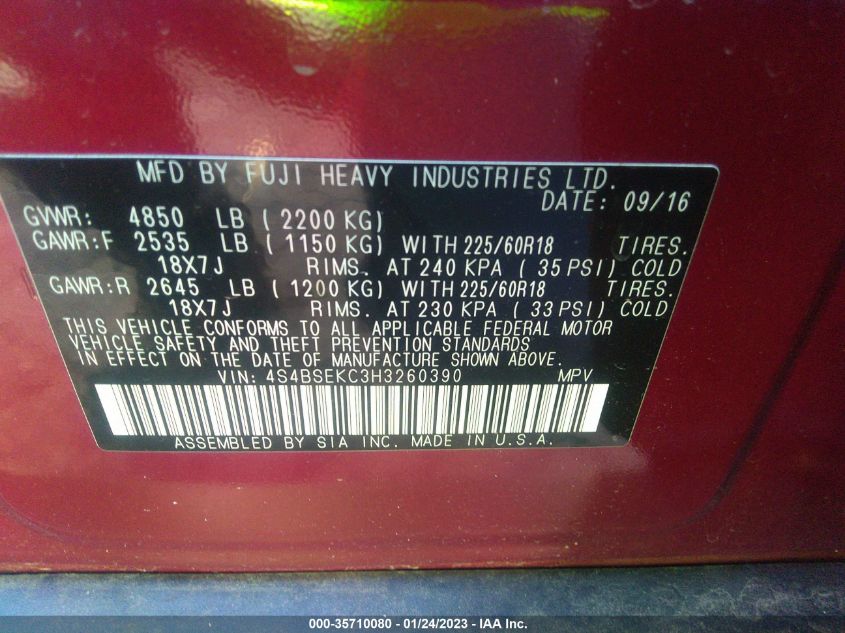 MFD BY FUJI HEAVY INDUSTRIES LTD.
DATE: 09/16
GVWR: 4850 LB ( 2200 KG)
GAWR:F 2535 LB ( 1150 KG) WITH 225/60R18 TIRES.
18X7J RIMS. AT 240 KPA ( 35 PSI) COLD
GAWR:R 2645 LB ( 1200 KG) WITH 225/60R18 TIRES.
18X7J RIMS. AT 230 KPA ( 33 PSI) COLD
THIS VEHICLE CONFORMS TO ALL APPLICABLE FEDERAL MOTOR
VEHICLE SAFETY AND THEFT PREVENTION STANDARDS
IN EFFECT ON THE DATE OF MANUFACTURE SHOWN ABOVE.
VIN: 4S4BSEKC3H3260390 MPV
ASSEMBLED BY SIA INC. MADE IN U.S.A.
000-35710080 - 01/24/2023 - IAA Inc.